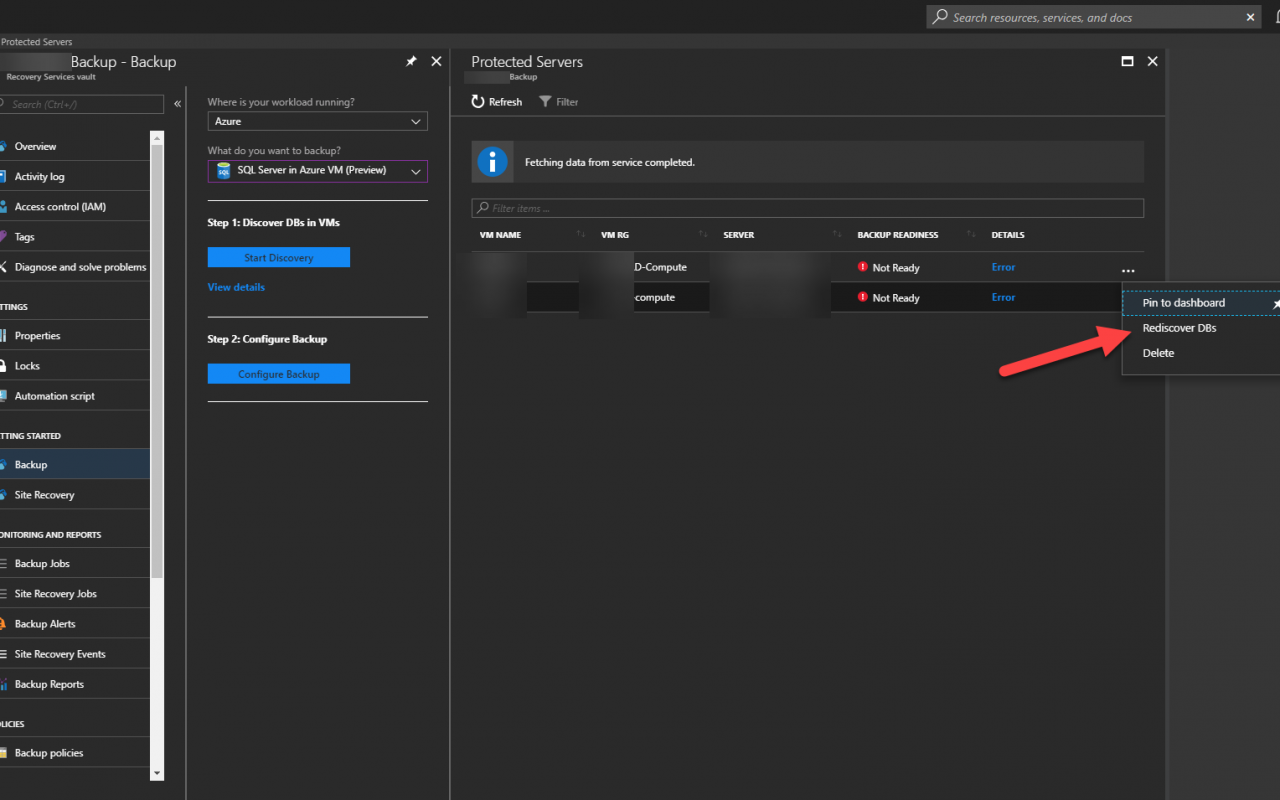 Search resources, services, and docs
Protected Servers
Backup - Backup
Recovery Services vault
Search (Ctrl+/)
«
Overview
Activity log
Access control (IAM)
Tags
Diagnose and solve problems
TTINGS
Properties
Locks
Automation script
TTING STARTED
Backup
Site Recovery
ONITORING AND REPORTS
Backup Jobs
Site Recovery Jobs
Backup Alerts
Site Recovery Events
Backup Reports
OLICIES
Backup policies
Where is your workload running?
Azure
What do you want to backup?
SQL Server in Azure VM (Preview)
Step 1: Discover DBs in VMs
Start Discovery
View details
Step 2: Configure Backup
Configure Backup
Protected Servers
Backup
Refresh Filter
Fetching data from service completed.
Filter items ...
VM NAME VM RG SERVER BACKUP READINESS DETAILS
D-Compute Not Ready Error ...
-compute Not Ready Error
Pin to dashboard
Rediscover DBs
Delete